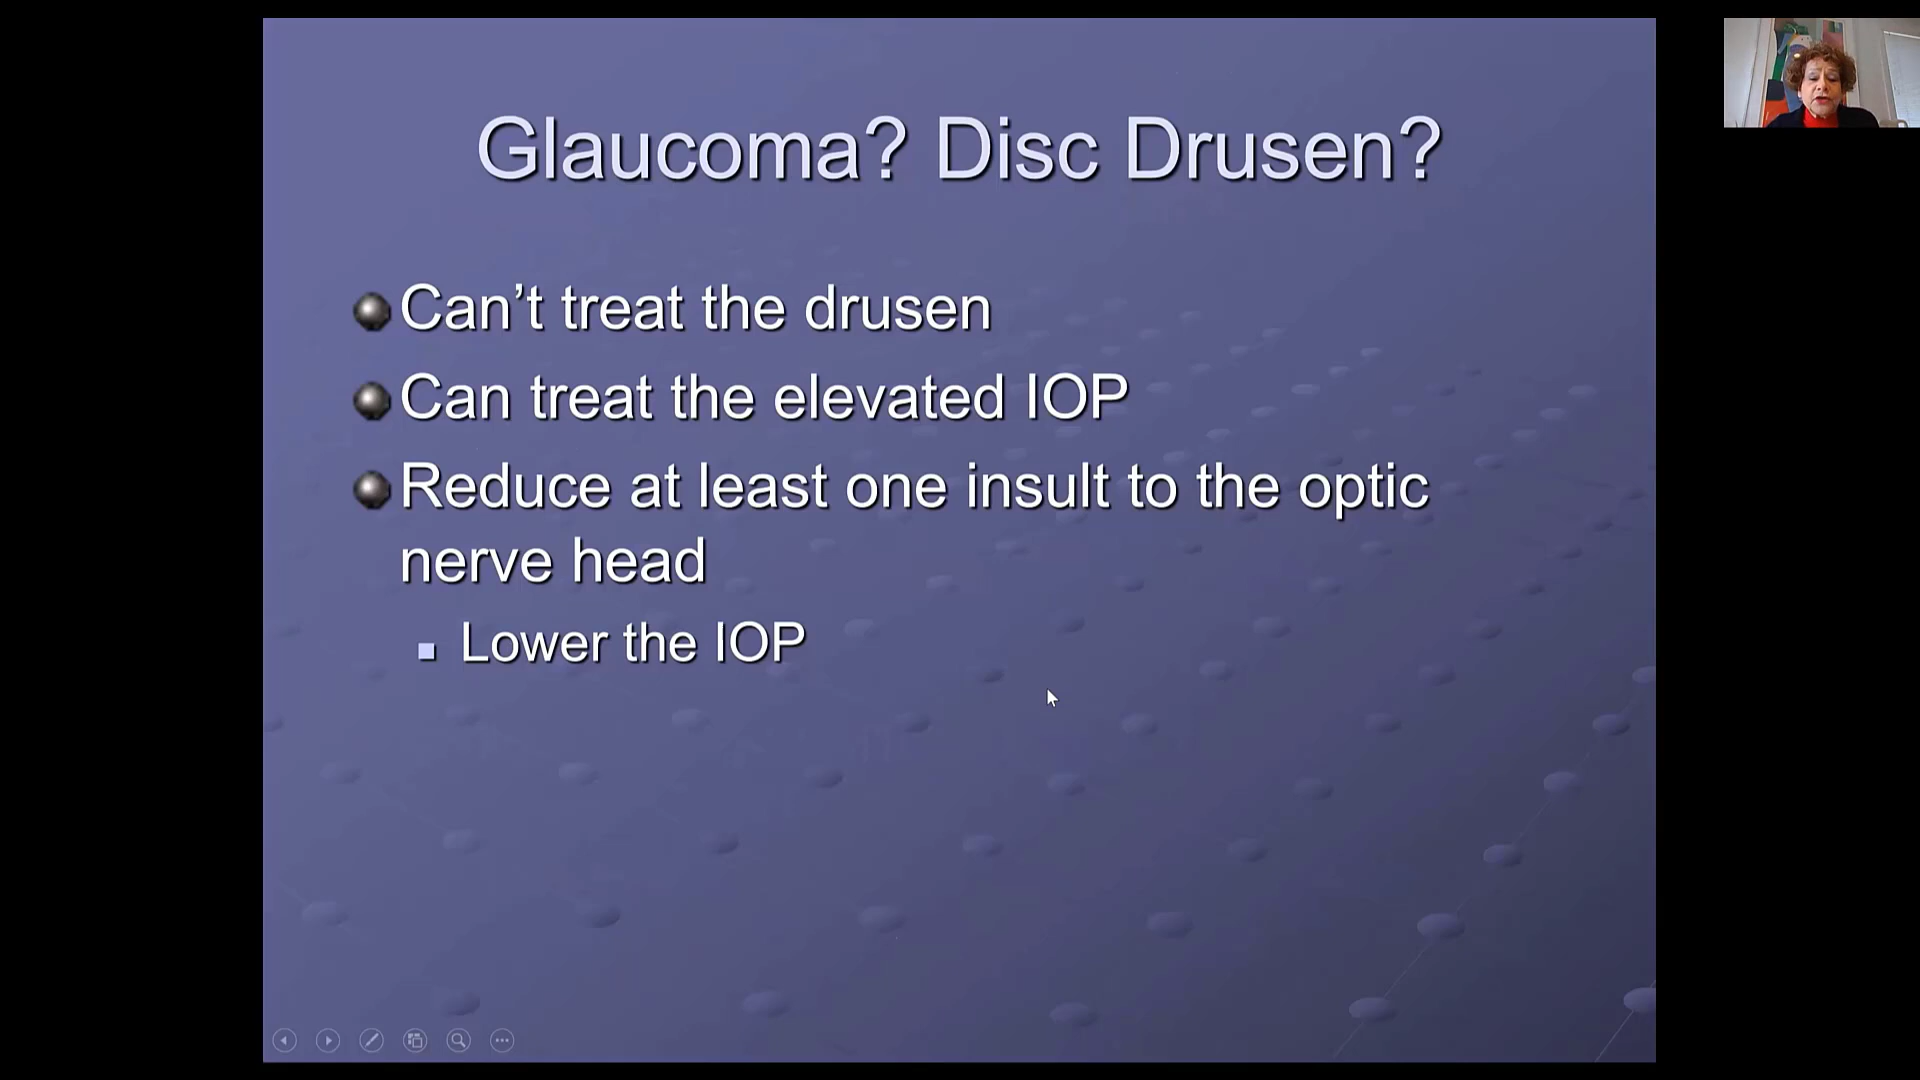 Glaucoma? Disc Drusen?
Can’t treat the drusen
Can treat the elevated IOP
Reduce at least one insult to the optic
nerve head
Lower the IOP